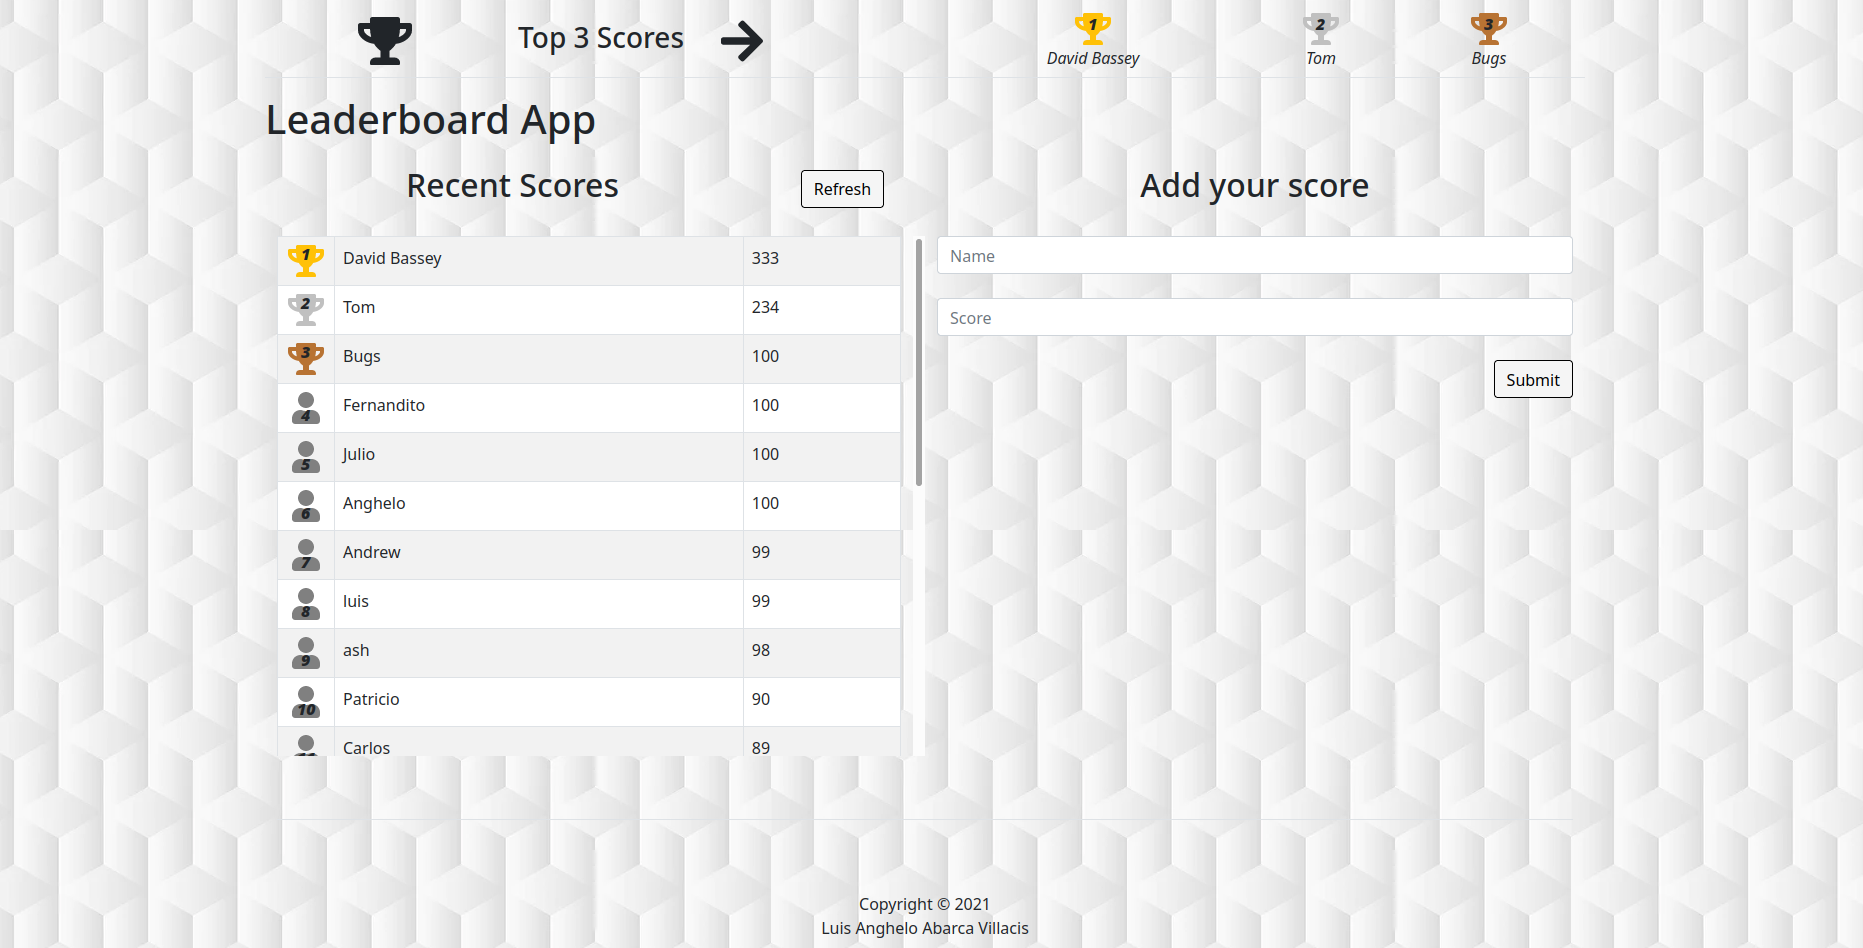 Top 3 Scores
1
David Bassey
2
Tom
3
Bugs
Leaderboard App
Recent Scores
Refresh
1 David Bassey 333
2 Tom 234
3 Bugs 100
4 Fernandito 100
5 Julio 100
6 Anghelo 100
7 Andrew 99
8 luis 99
9 ash 98
10 Patricio 90
Carlos 89
Add your score
Name
Score
Submit
Copyright © 2021
Luis Anghelo Abarca Villacis